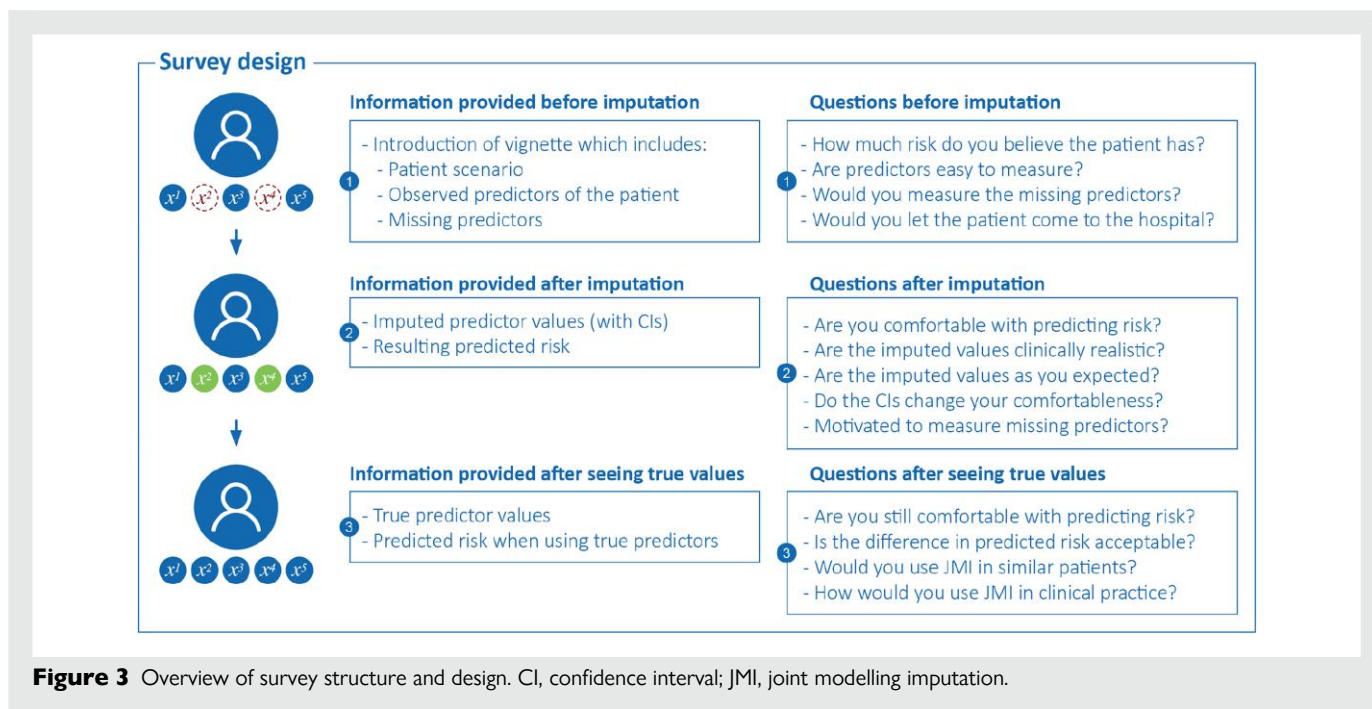 Survey design
Information provided before imputation
1
- Introduction of vignette which includes:
- Patient scenario
- Observed predictors of the patient
- Missing predictors
Questions before imputation
1
- How much risk do you believe the patient has?
- Are predictors easy to measure?
- Would you measure the missing predictors?
- Would you let the patient come to the hospital?
x¹ x² x³ x⁴ x⁵
Information provided after imputation
2
- Imputed predictor values (with CIs)
- Resulting predicted risk
Questions after imputation
2
- Are you comfortable with predicting risk?
- Are the imputed values clinically realistic?
- Are the imputed values as you expected?
- Do the CIs change your comfortableness?
- Motivated to measure missing predictors?
x¹ x² x³ x⁴ x⁵
Information provided after seeing true values
3
- True predictor values
- Predicted risk when using true predictors
Questions after seeing true values
3
- Are you still comfortable with predicting risk?
- Is the difference in predicted risk acceptable?
- Would you use JMI in similar patients?
- How would you use JMI in clinical practice?
x¹ x² x³ x⁴ x⁵
Figure 3 Overview of survey structure and design. CI, confidence interval; JMI, joint modelling imputation.